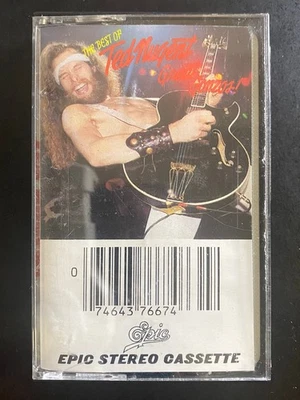 THE BEST OF
Ted Nugent
Great
Gonzos!
0
74643 76674
Epic
EPIC STEREO CASSETTE